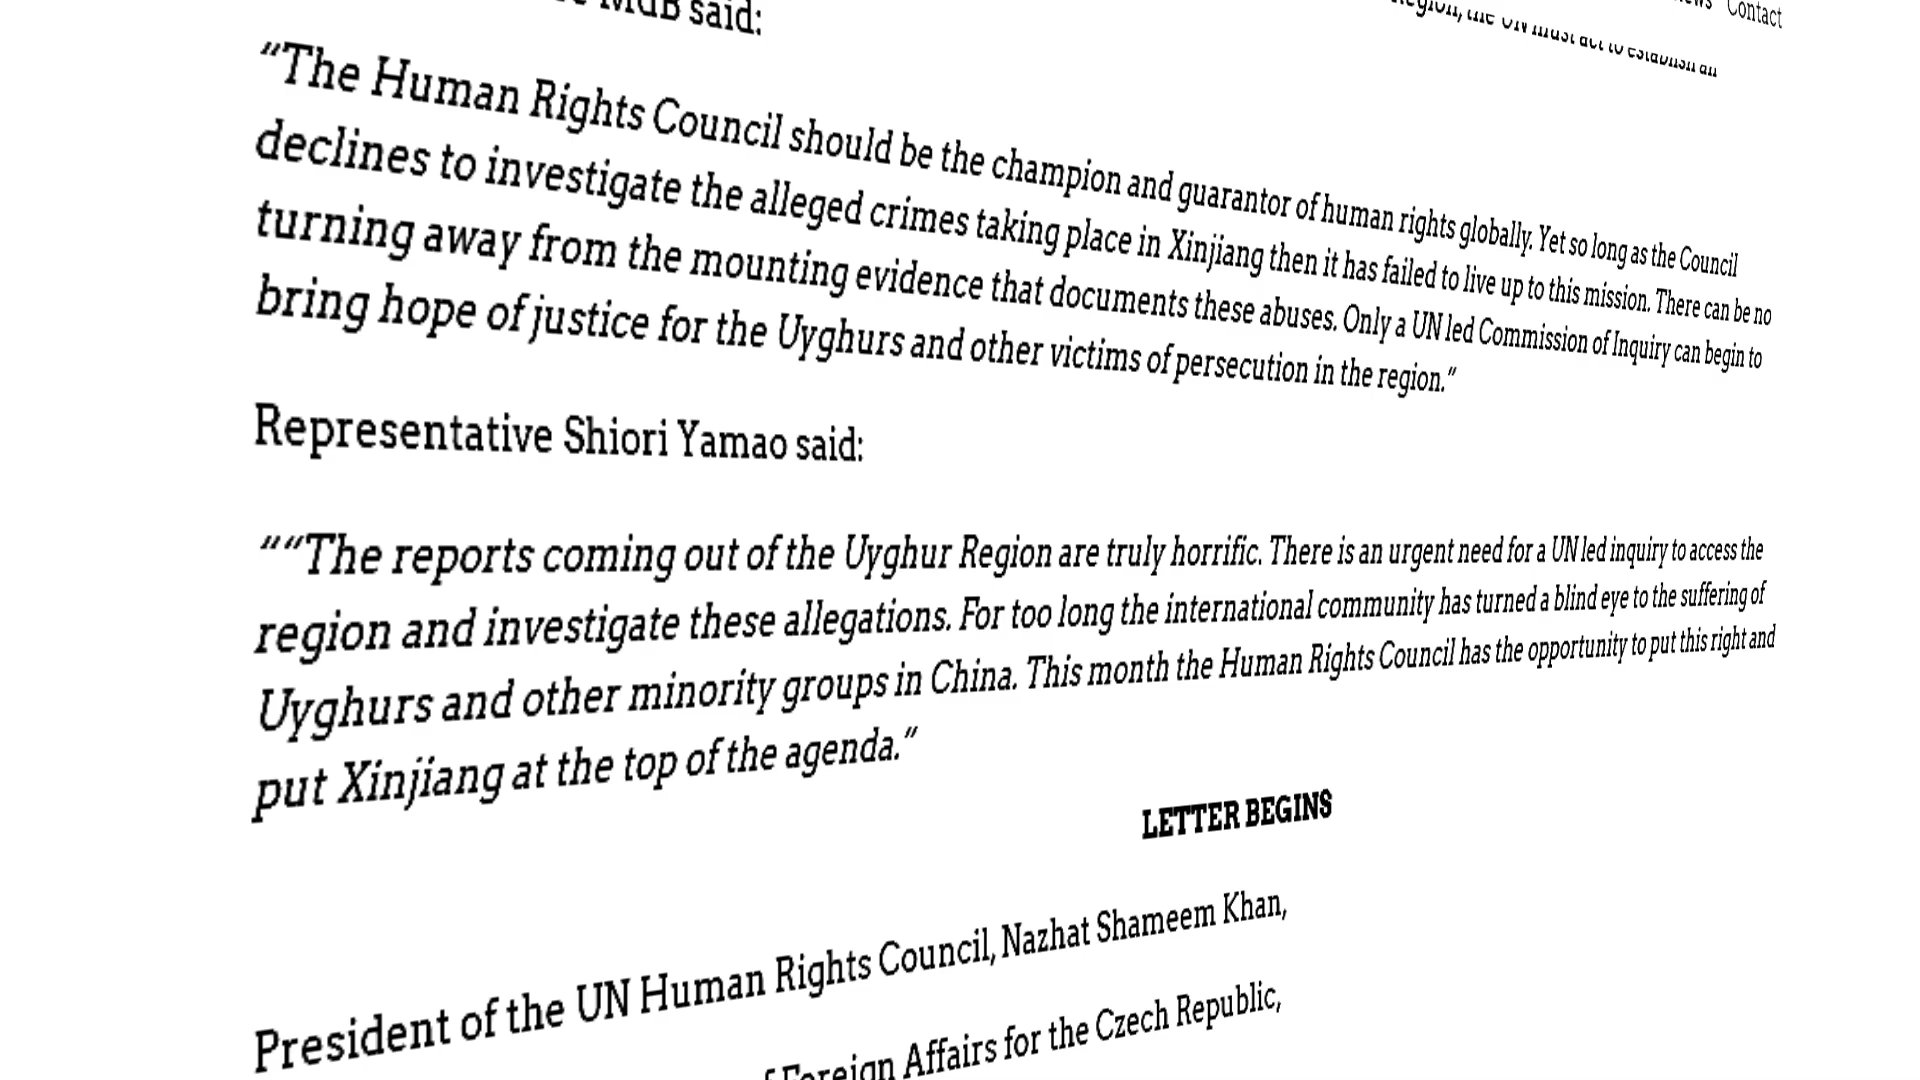 Contact
MdB said:
the UN must act to establish an
“The Human Rights Council should be the champion and guarantor of human rights globally. Yet so long as the Council
declines to investigate the alleged crimes taking place in Xinjiang then it has failed to live up to this mission. There can be no
turning away from the mounting evidence that documents these abuses. Only a UN led Commission of Inquiry can begin to
bring hope of justice for the Uyghurs and other victims of persecution in the region.”
Representative Shiori Yamao said:
““The reports coming out of the Uyghur Region are truly horrific. There is an urgent need for a UN led inquiry to access the
region and investigate these allegations. For too long the international community has turned a blind eye to the suffering of
Uyghurs and other minority groups in China. This month the Human Rights Council has the opportunity to put this right and
put Xinjiang at the top of the agenda.”
LETTER BEGINS
President of the UN Human Rights Council, Nazhat Shameem Khan,
Foreign Affairs for the Czech Republic,